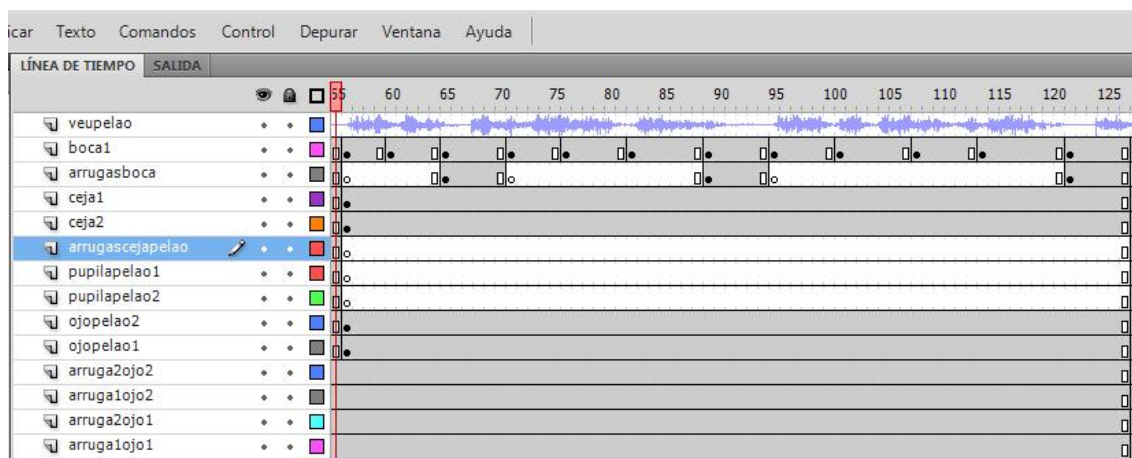 icar Texto Comandos Control Depurar Ventana Ayuda
LÍNEA DE TIEMPO SALIDA
55 60 65 70 75 80 85 90 95 100 105 110 115 120 125
veupelao
boca1
arrugasboca
ceja1
ceja2
arrugascejapelao
pupilapelao1
pupilapelao2
ojopelao2
ojopelao1
arruga2ojo2
arruga1ojo2
arruga2ojo1
arruga1ojo1